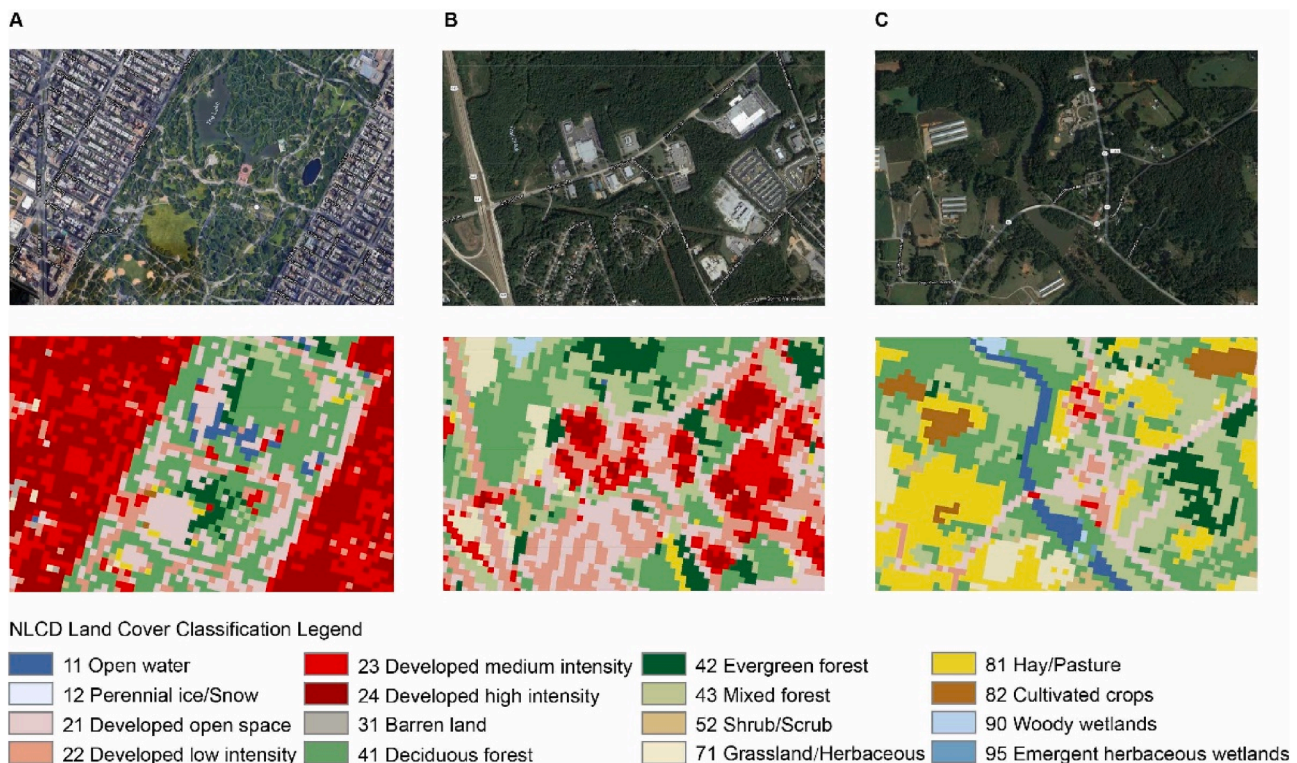 A
B
C
The Lake
NLCD Land Cover Classification Legend
11 Open water
12 Perennial ice/Snow
21 Developed open space
22 Developed low intensity
23 Developed medium intensity
24 Developed high intensity
31 Barren land
41 Deciduous forest
42 Evergreen forest
43 Mixed forest
52 Shrub/Scrub
71 Grassland/Herbaceous
81 Hay/Pasture
82 Cultivated crops
90 Woody wetlands
95 Emergent herbaceous wetlands